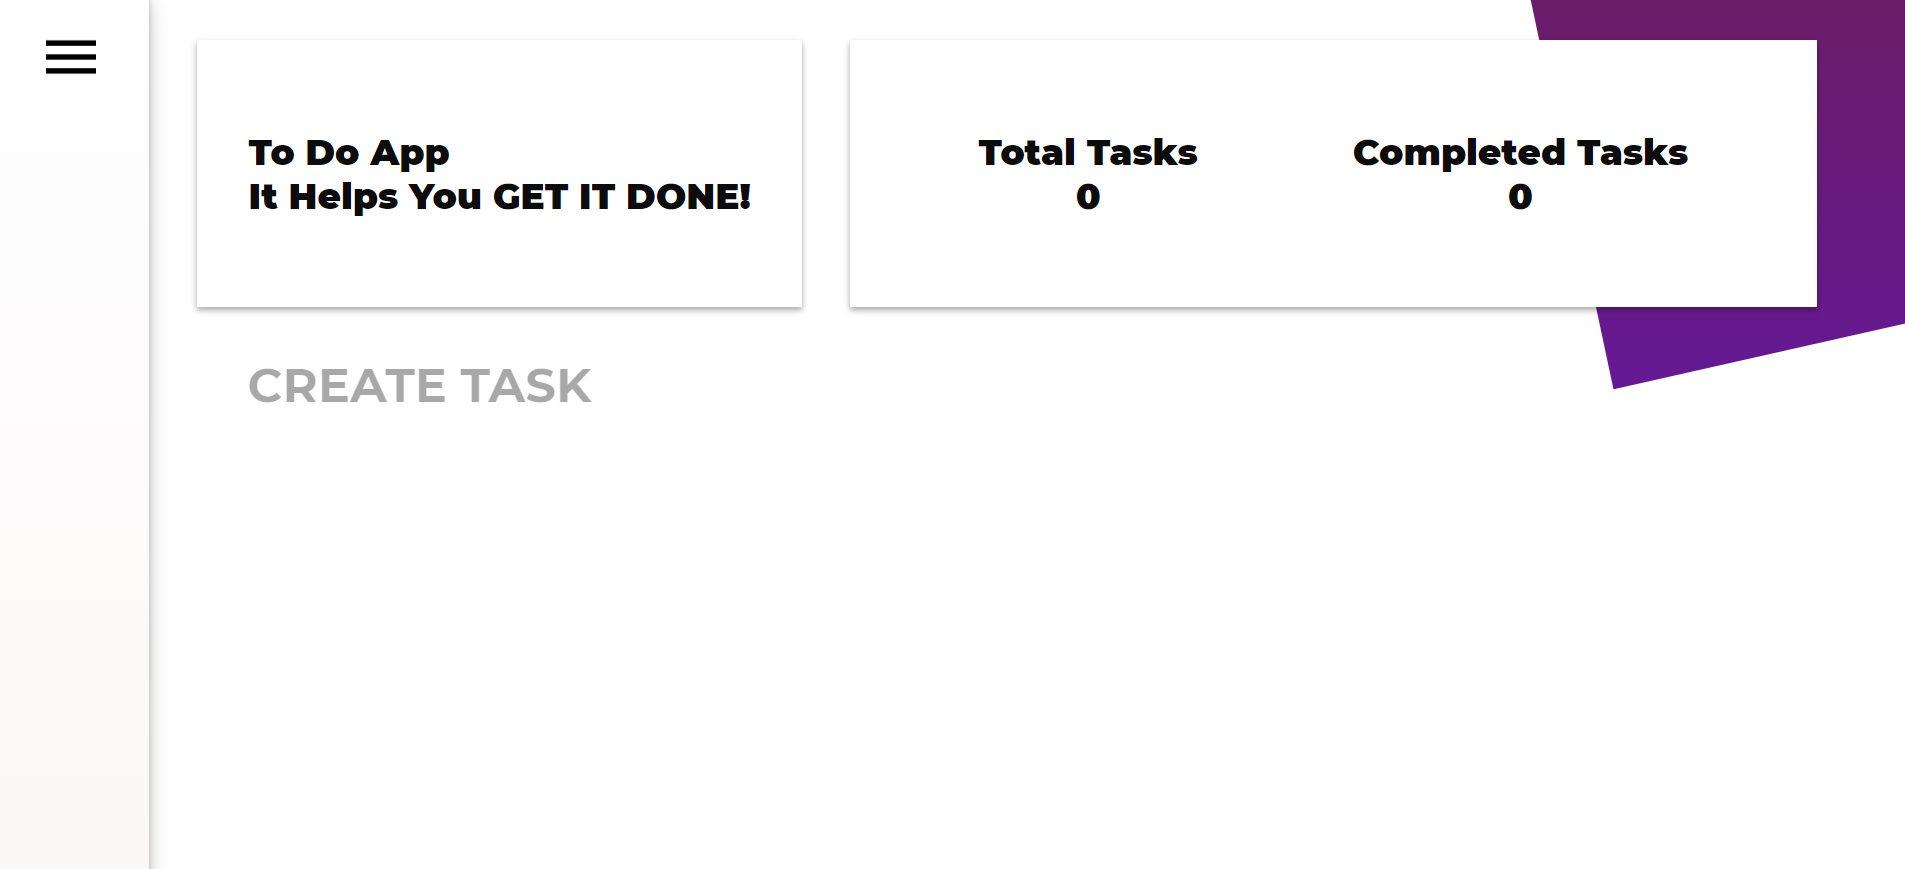 To Do App
It Helps You GET IT DONE!
Total Tasks
0
Completed Tasks
0
CREATE TASK